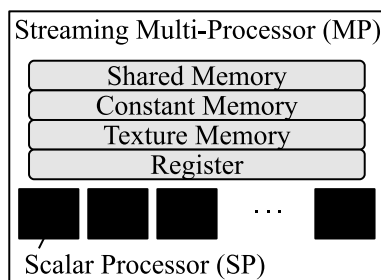 Streaming Multi-Processor (MP)
Shared Memory
Constant Memory
Texture Memory
Register
...
Scalar Processor (SP)